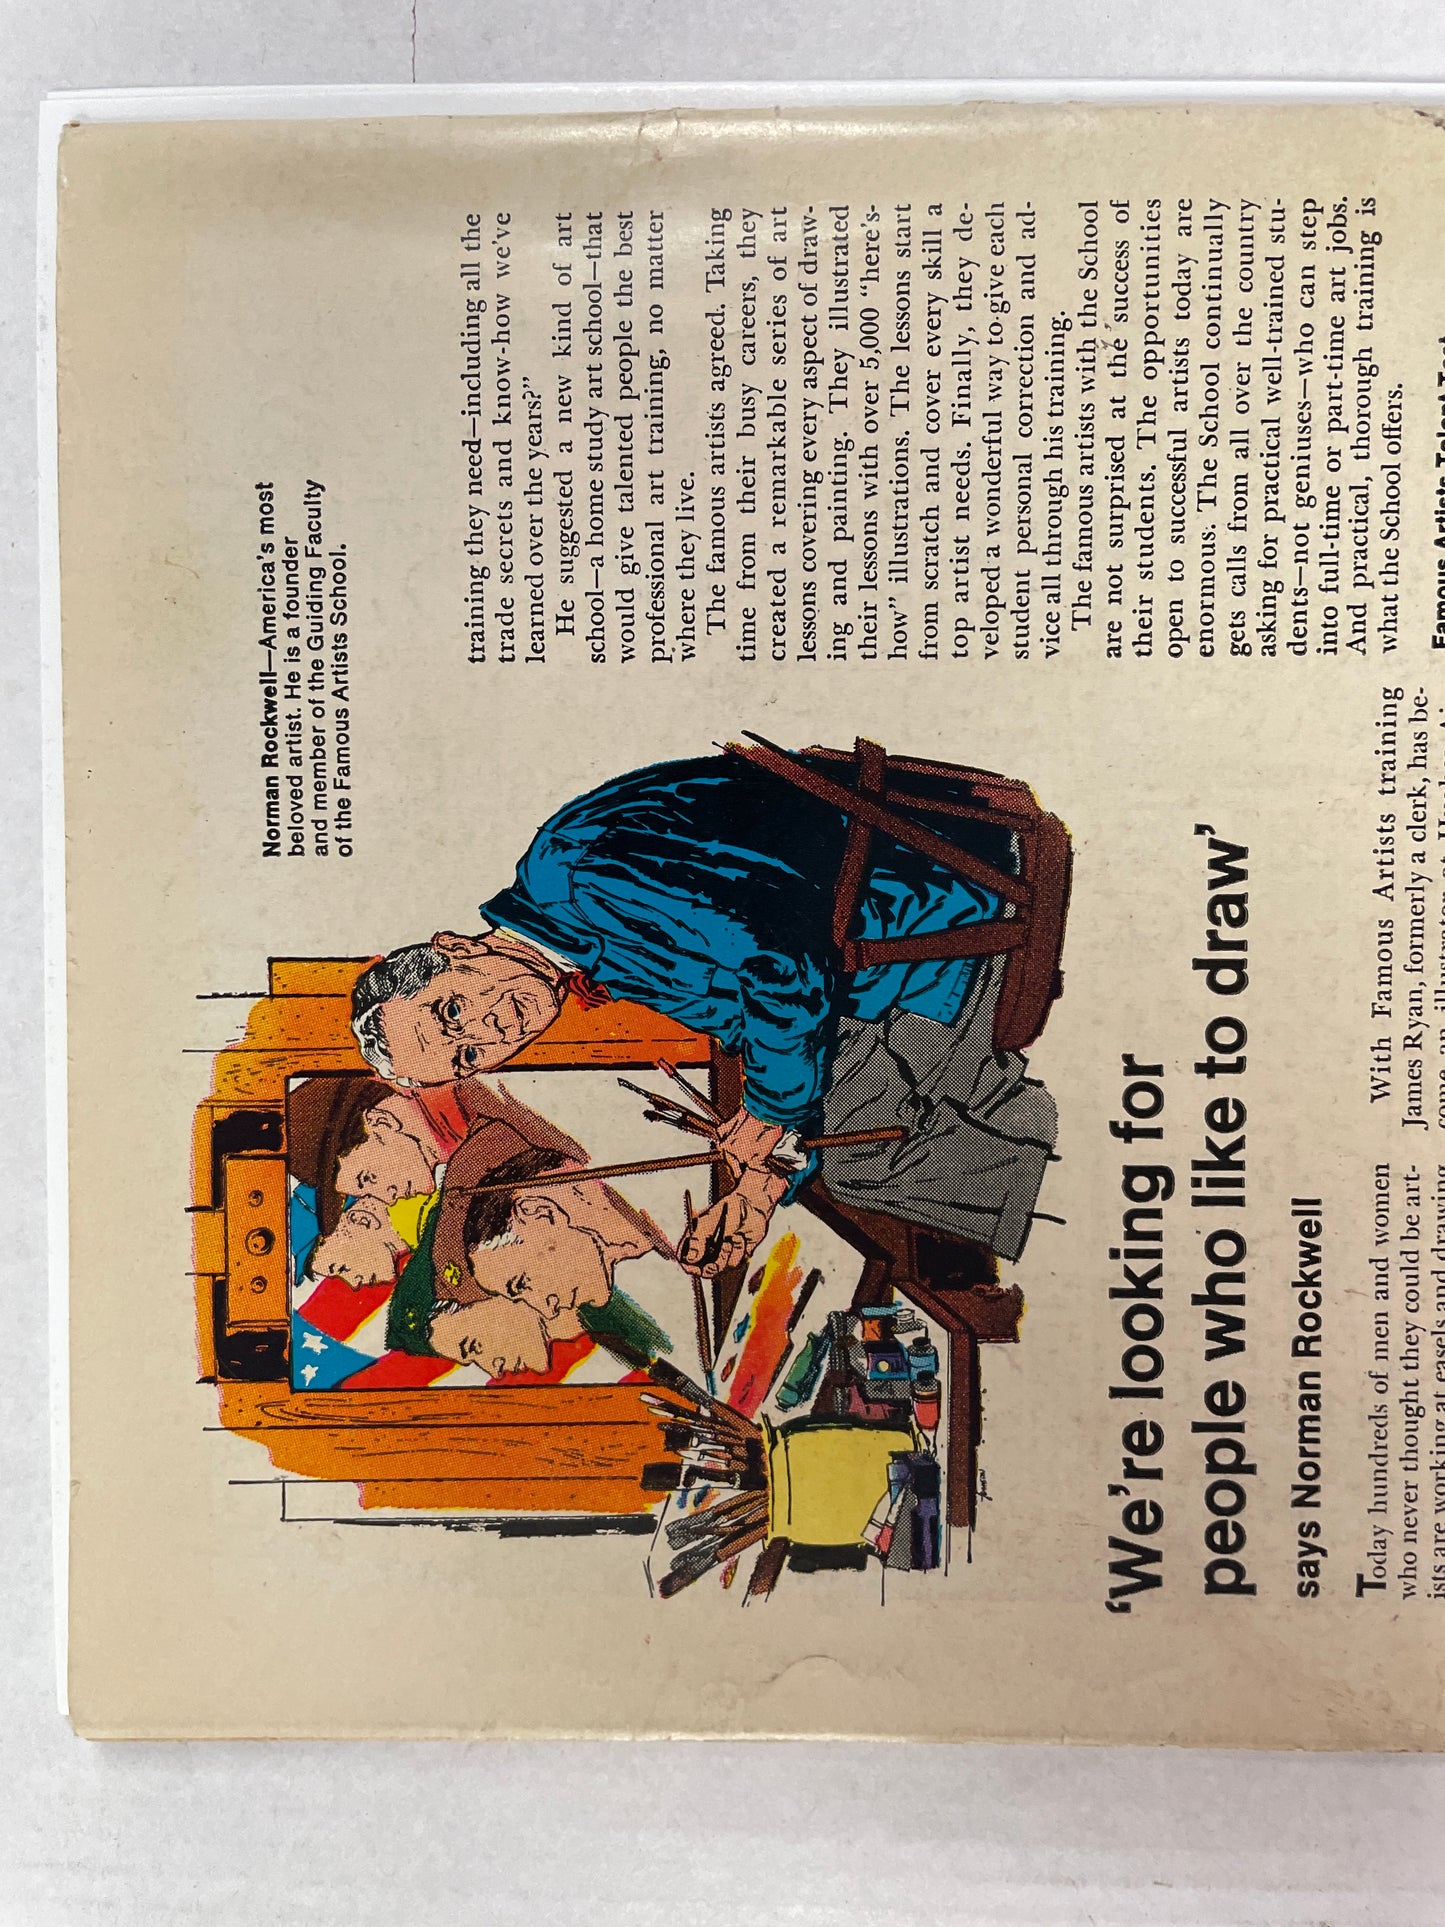 Norman Rockwell—America's most
beloved artist. He is a founder
and member of the Guiding Faculty
of the Famous Artists School.
'We're looking for
people who like to draw'
says Norman Rockwell
Today hundreds of men and women
who never thought they could be art-
ists are working at easels and drawing
With Famous Artists training
James Ryan, formerly a clerk, has be-
training they need—including all the
trade secrets and know-how we've
learned over the years?"
He suggested a new kind of art
school—a home study art school—that
would give talented people the best
professional art training, no matter
where they live.
The famous artists agreed. Taking
time from their busy careers, they
created a remarkable series of art
lessons covering every aspect of draw-
ing and painting. They illustrated
their lessons with over 5,000 "here's-
how" illustrations. The lessons start
from scratch and cover every skill a
top artist needs. Finally, they de-
veloped a wonderful way to give each
student personal correction and ad-
vice all through his training.
The famous artists with the School
are not surprised at the success of
their students. The opportunities
open to successful artists today are
enormous. The School continually
gets calls from all over the country
asking for practical well-trained stu-
dents—not geniuses—who can step
into full-time or part-time art jobs.
And practical, thorough training is
what the School offers.
Famous Artists Talent Test